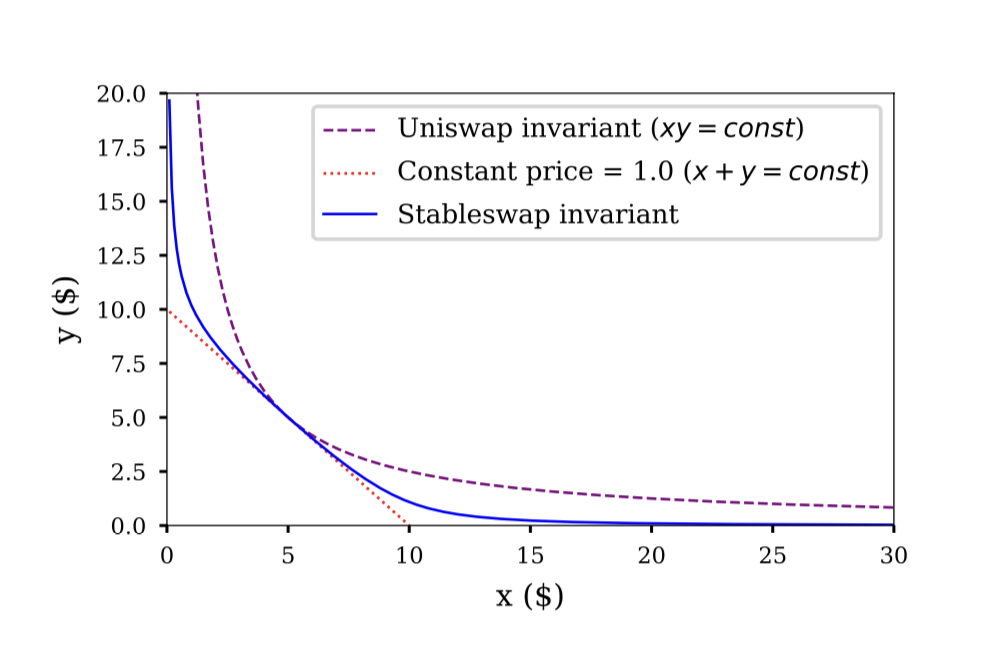 20.0
17.5
15.0
12.5
10.0
7.5
5.0
2.5
0.0
y ($)
Uniswap invariant (xy = const)
Constant price = 1.0 (x + y = const)
Stableswap invariant
0 5 10 15 20 25 30
x ($)